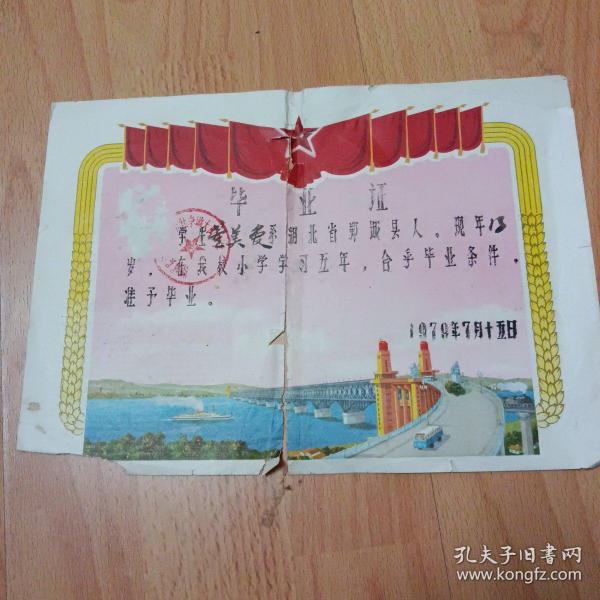 毕业证
学生 美爱系湖北省郧城县人。现年13
岁，在我校小学学习五年，合乎毕业条件，
准予毕业。
1979年7月十五日
孔夫子旧书网
www.kongfz.com